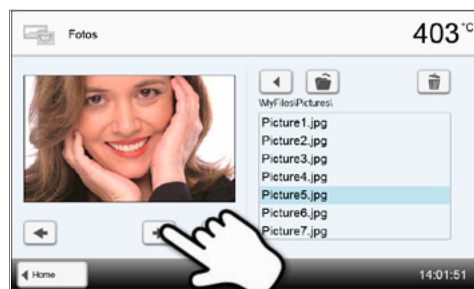 Fotos
403°C
\MyFiles\Pictures\
Picture1.jpg
Picture2.jpg
Picture3.jpg
Picture4.jpg
Picture5.jpg
Picture6.jpg
Picture7.jpg
Home
14:01:51